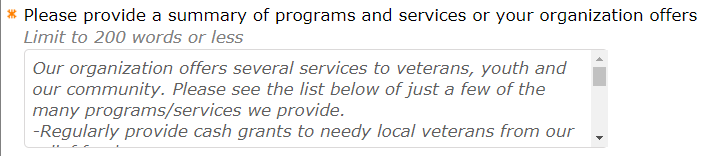 * Please provide a summary of programs and services or your organization offers
Limit to 200 words or less
Our organization offers several services to veterans, youth and
our community. Please see the list below of just a few of the
many programs/services we provide.
-Regularly provide cash grants to needy local veterans from our